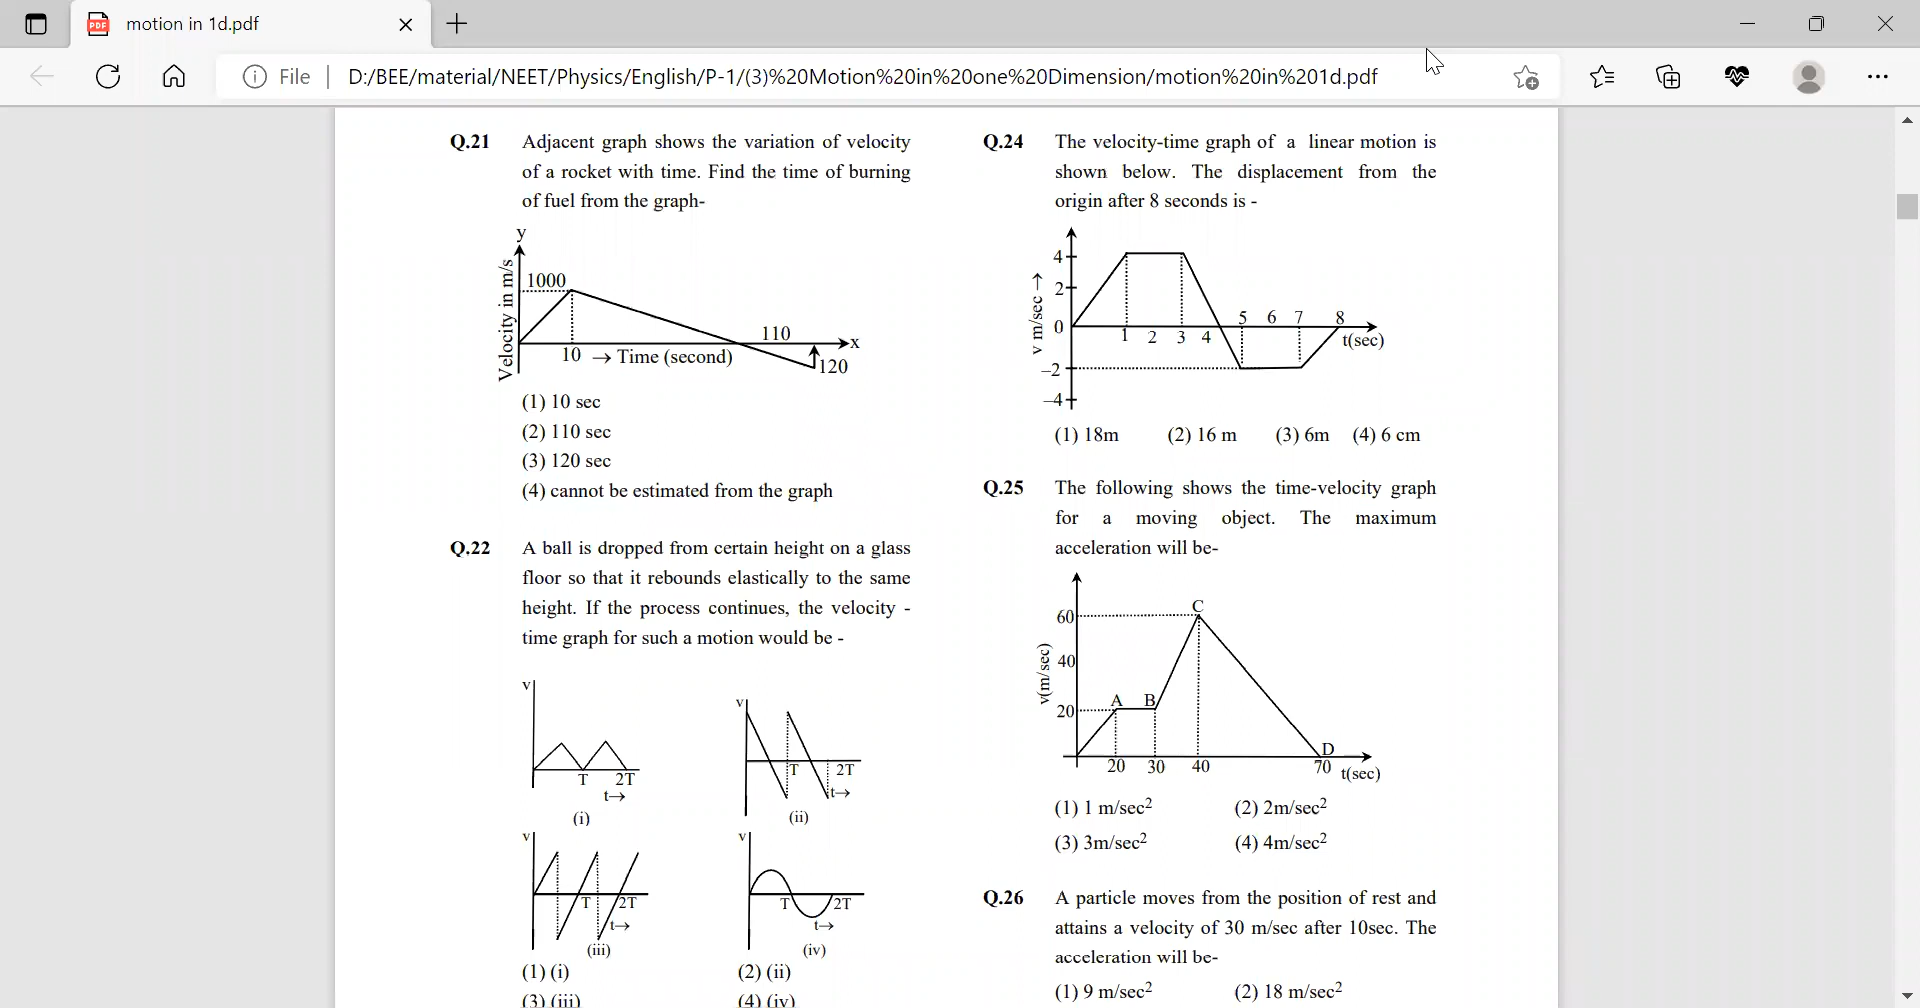 motion in 1d.pdf
File
D:/BEE/material/NEET/Physics/English/P-1/(3)%20Motion%20in%20one%20Dimension/motion%20in%201d.pdf
Q.21 Adjacent graph shows the variation of velocity
of a rocket with time. Find the time of burning
of fuel from the graph-
y
Velocity in m/s
1000
110
x
10 → Time (second)
120
(1) 10 sec
(2) 110 sec
(3) 120 sec
(4) cannot be estimated from the graph
Q.22 A ball is dropped from certain height on a glass
floor so that it rebounds elastically to the same
height. If the process continues, the velocity -
time graph for such a motion would be -
v
T 2T
t→
(i)
v
T 2T
t→
(ii)
v
T 2T
t→
(iii)
v
T 2T
t→
(iv)
(1) (i) (2) (ii)
(3) (iii) (4) (iv)
Q.24 The velocity-time graph of a linear motion is
shown below. The displacement from the
origin after 8 seconds is -
v m/sec →
4
2
0
–2
–4
1 2 3 4
5 6 7 8
t(sec)
(1) 18m (2) 16 m (3) 6m (4) 6 cm
Q.25 The following shows the time-velocity graph
for a moving object. The maximum
acceleration will be-
v(m/sec)
60
40
20
A B
C
D
20 30 40 70 t(sec)
(1) 1 m/sec²
(2) 2m/sec²
(3) 3m/sec²
(4) 4m/sec²
Q.26 A particle moves from the position of rest and
attains a velocity of 30 m/sec after 10sec. The
acceleration will be-
(1) 9 m/sec² (2) 18 m/sec²